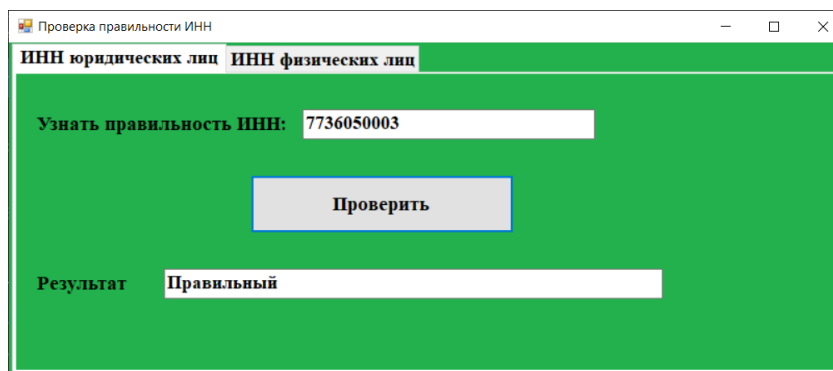 Проверка правильности ИНН
ИНН юридических лиц ИНН физических лиц
Узнать правильность ИНН: 7736050003
Проверить
Результат Правильный